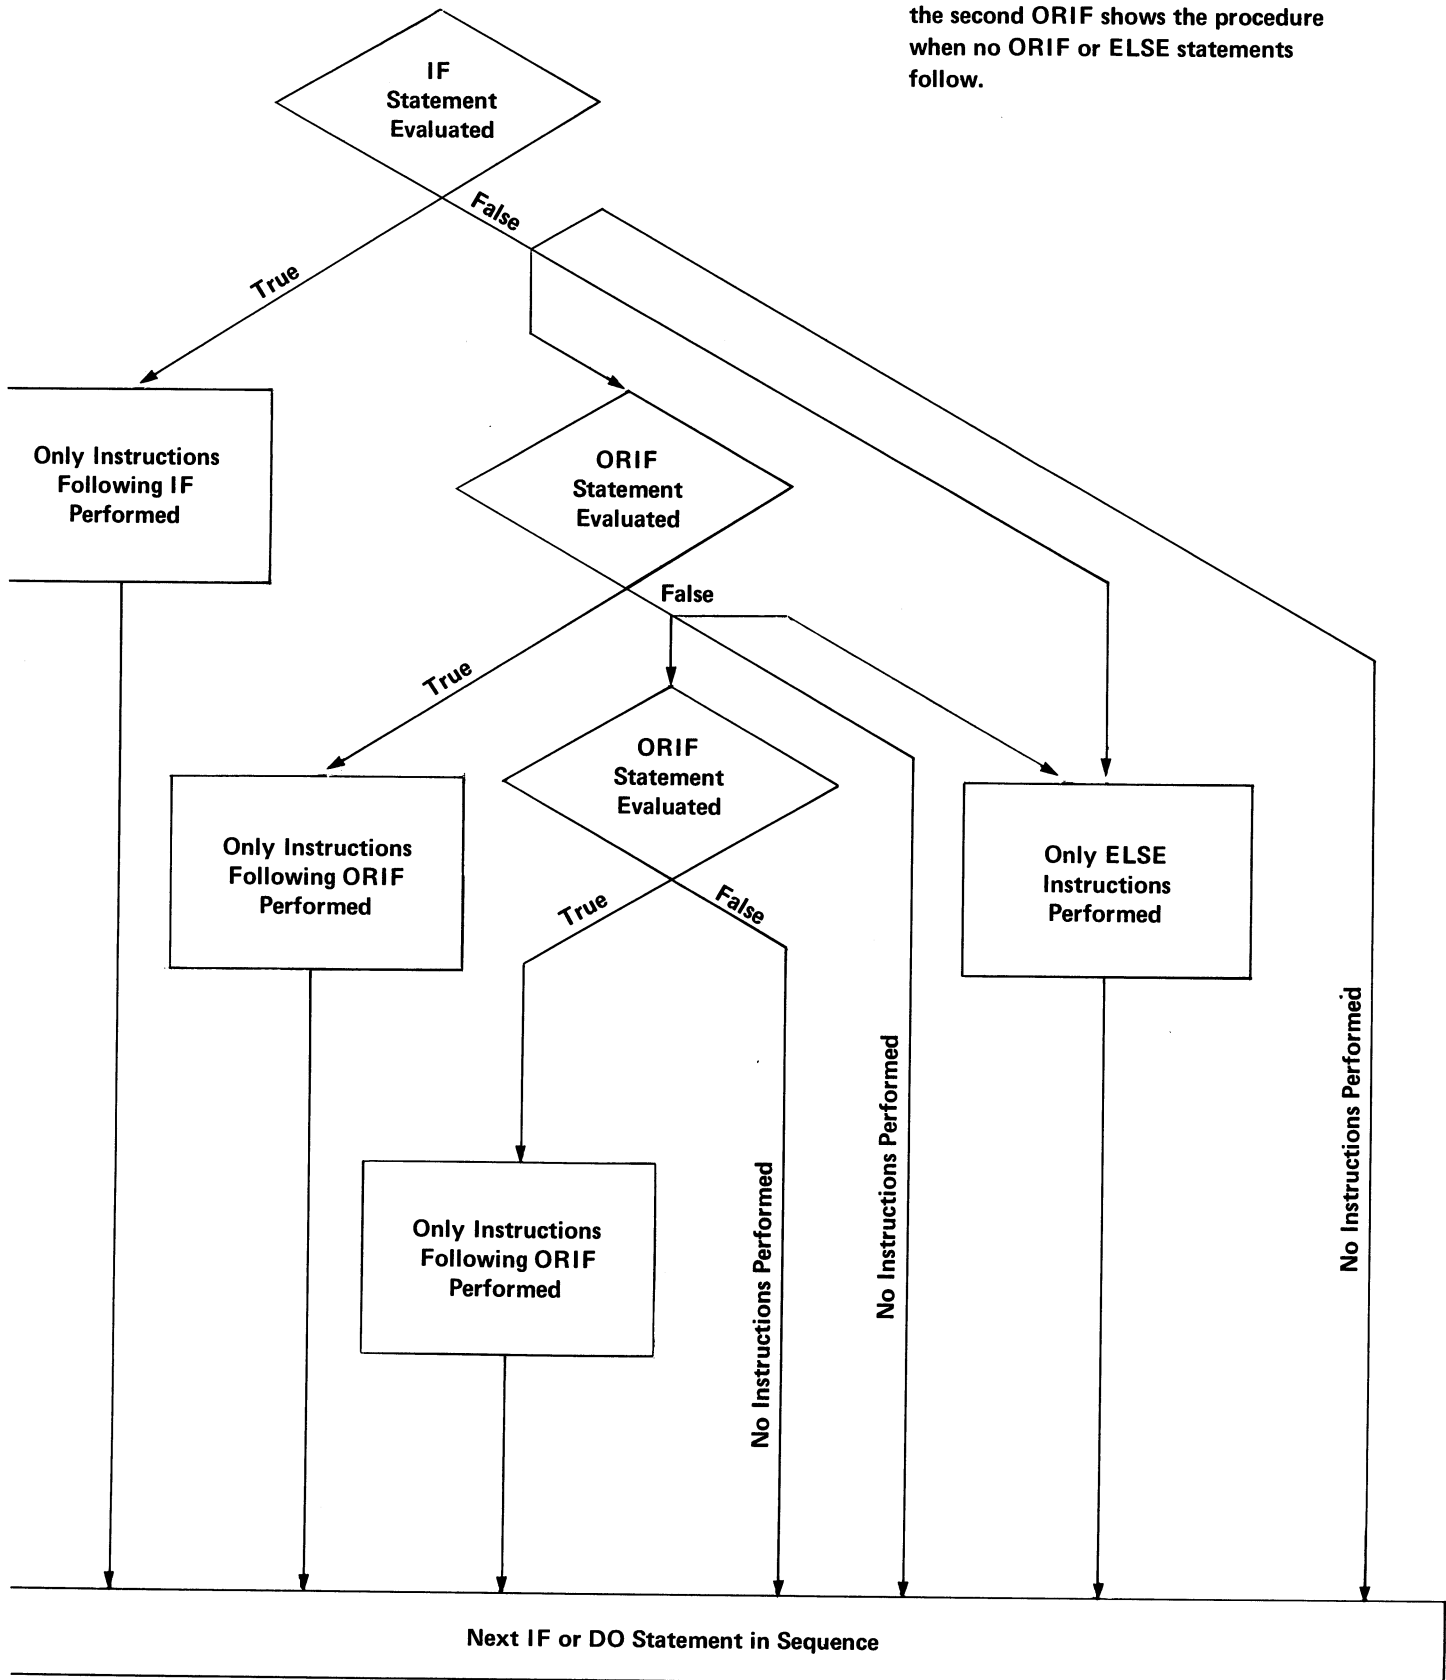 the second ORIF shows the procedure
when no ORIF or ELSE statements
follow.
IF
Statement
Evaluated
False
True
Only Instructions
Following IF
Performed
ORIF
Statement
Evaluated
False
True
ORIF
Statement
Evaluated
Only Instructions
Following ORIF
Performed
Only ELSE
Instructions
Performed
True
False
No Instructions Performed
No Instructions Performed
No Instructions Performed
Only Instructions
Following ORIF
Performed
Next IF or DO Statement in Sequence